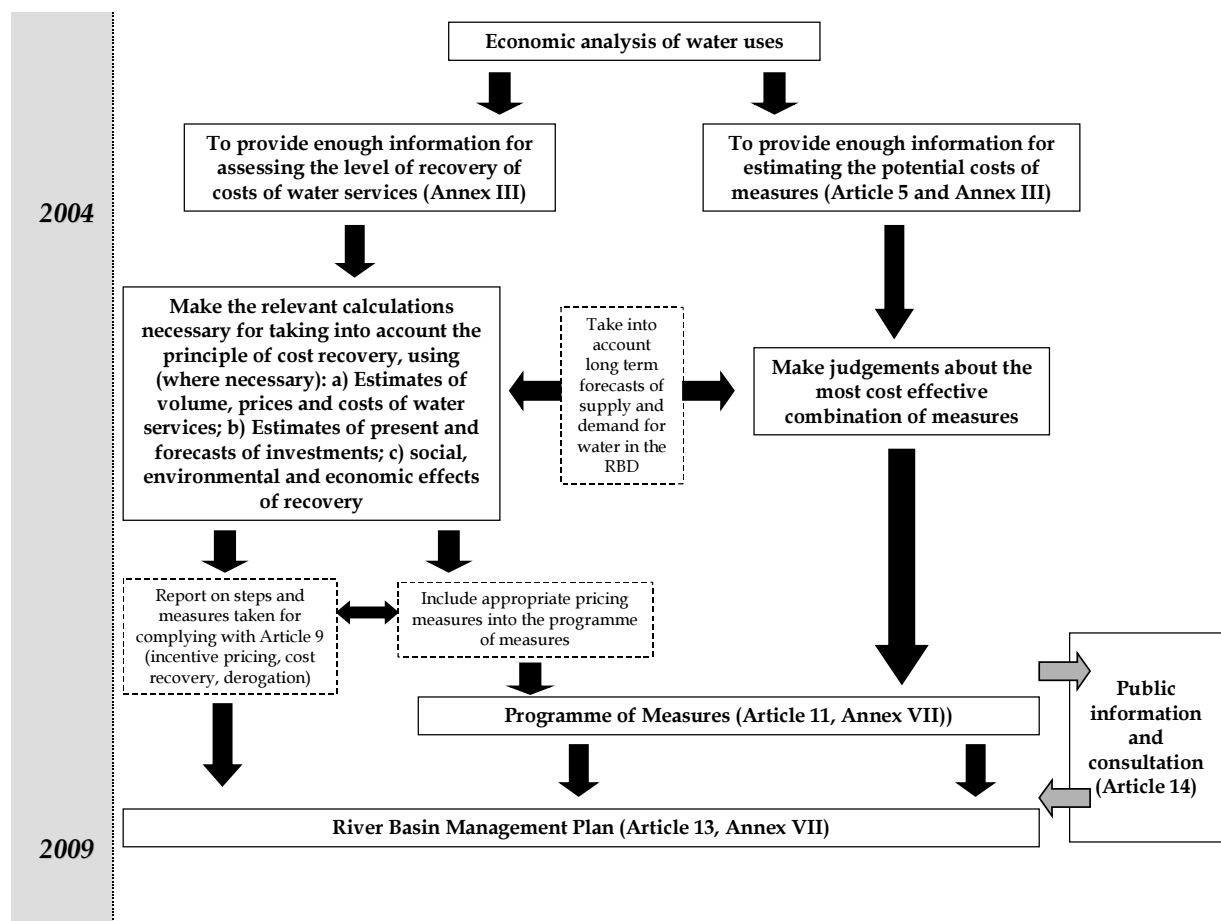 Economic analysis of water uses
To provide enough information for
assessing the level of recovery of
costs of water services (Annex III)
To provide enough information for
estimating the potential costs of
measures (Article 5 and Annex III)
2004
Make the relevant calculations
necessary for taking into account the
principle of cost recovery, using
(where necessary): a) Estimates of
volume, prices and costs of water
services; b) Estimates of present and
forecasts of investments; c) social,
environmental and economic effects
of recovery
Take into
account
long term
forecasts of
supply and
demand for
water in the
RBD
Make judgements about the
most cost effective
combination of measures
Report on steps and
measures taken for
complying with Article 9
(incentive pricing, cost
recovery, derogation)
Include appropriate pricing
measures into the programme
of measures
Programme of Measures (Article 11, Annex VII))
Public
information
and
consultation
(Article 14)
River Basin Management Plan (Article 13, Annex VII)
2009